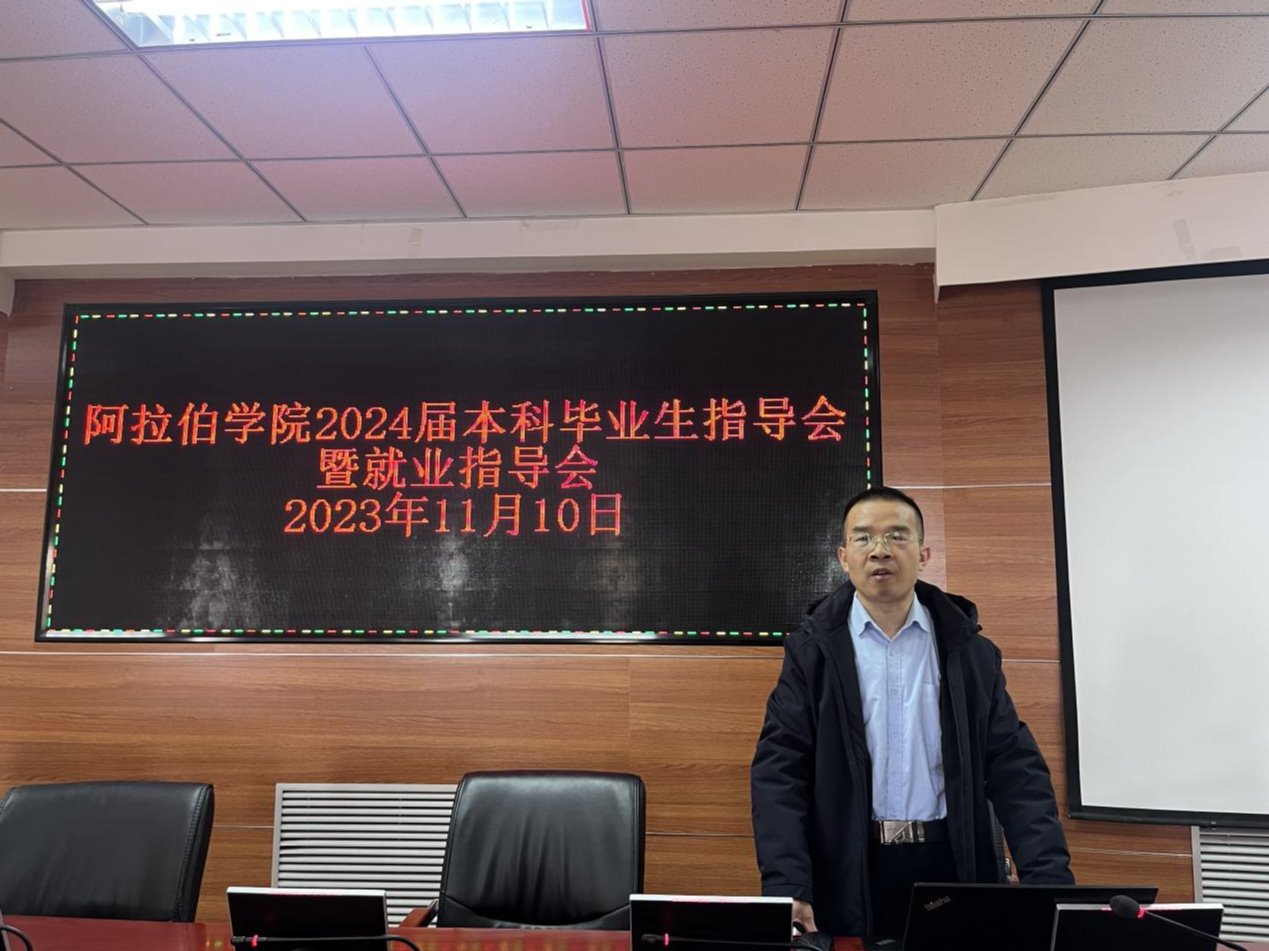 阿拉伯学院2024届本科毕业生指导会
暨就业指导会
2023年11月10日
ThinkPad